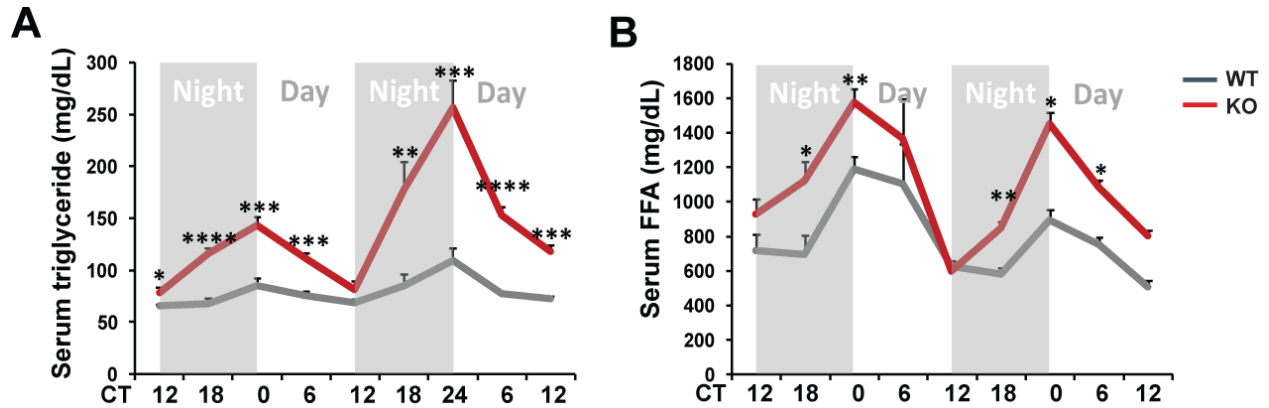 A
Serum triglyceride (mg/dL)
300
250
200
150
100
50
0
Night
Day
Night
Day
*
****
***
***
**
***
****
***
CT 12 18 0 6 12 18 24 6 12
B
Serum FFA (mg/dL)
1800
1600
1400
1200
1000
800
600
400
200
0
Night
Day
Night
Day
*
**
**
*
*
CT 12 18 0 6 12 18 0 6 12
WT
KO